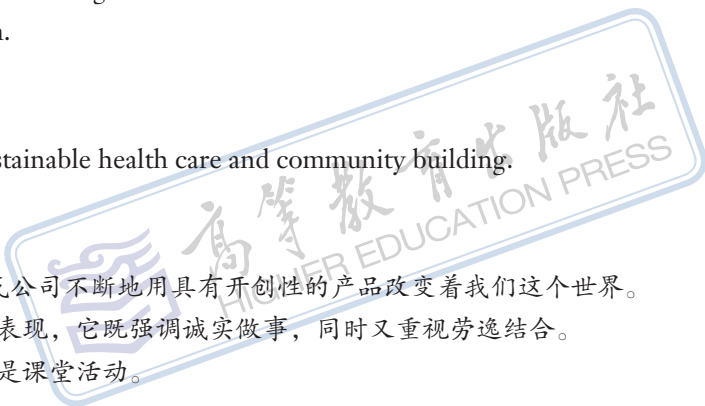 n.
stainable health care and community building.
高等教育出版社
HIGHER EDUCATION PRESS
公司不断地用具有开创性的产品改变着我们这个世界。
表现，它既强调诚实做事，同时又重视劳逸结合。
是课堂活动。